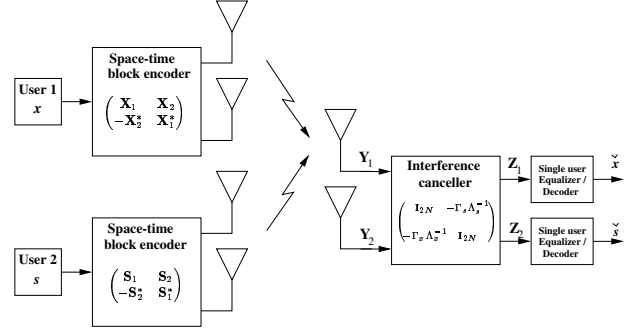 Space-time
block encoder
User 1
x
X₁ X₂
−X₂* X₁*
Y₁
Interference
canceller
I₂N −ΓₛΛₛ⁻¹
−ΓₓΛₓ⁻¹ I₂N
Z₁
Single user
Equalizer /
Decoder
x̌
Y₂
Z₂
Single user
Equalizer /
Decoder
š
Space-time
block encoder
User 2
s
S₁ S₂
−S₂* S₁*